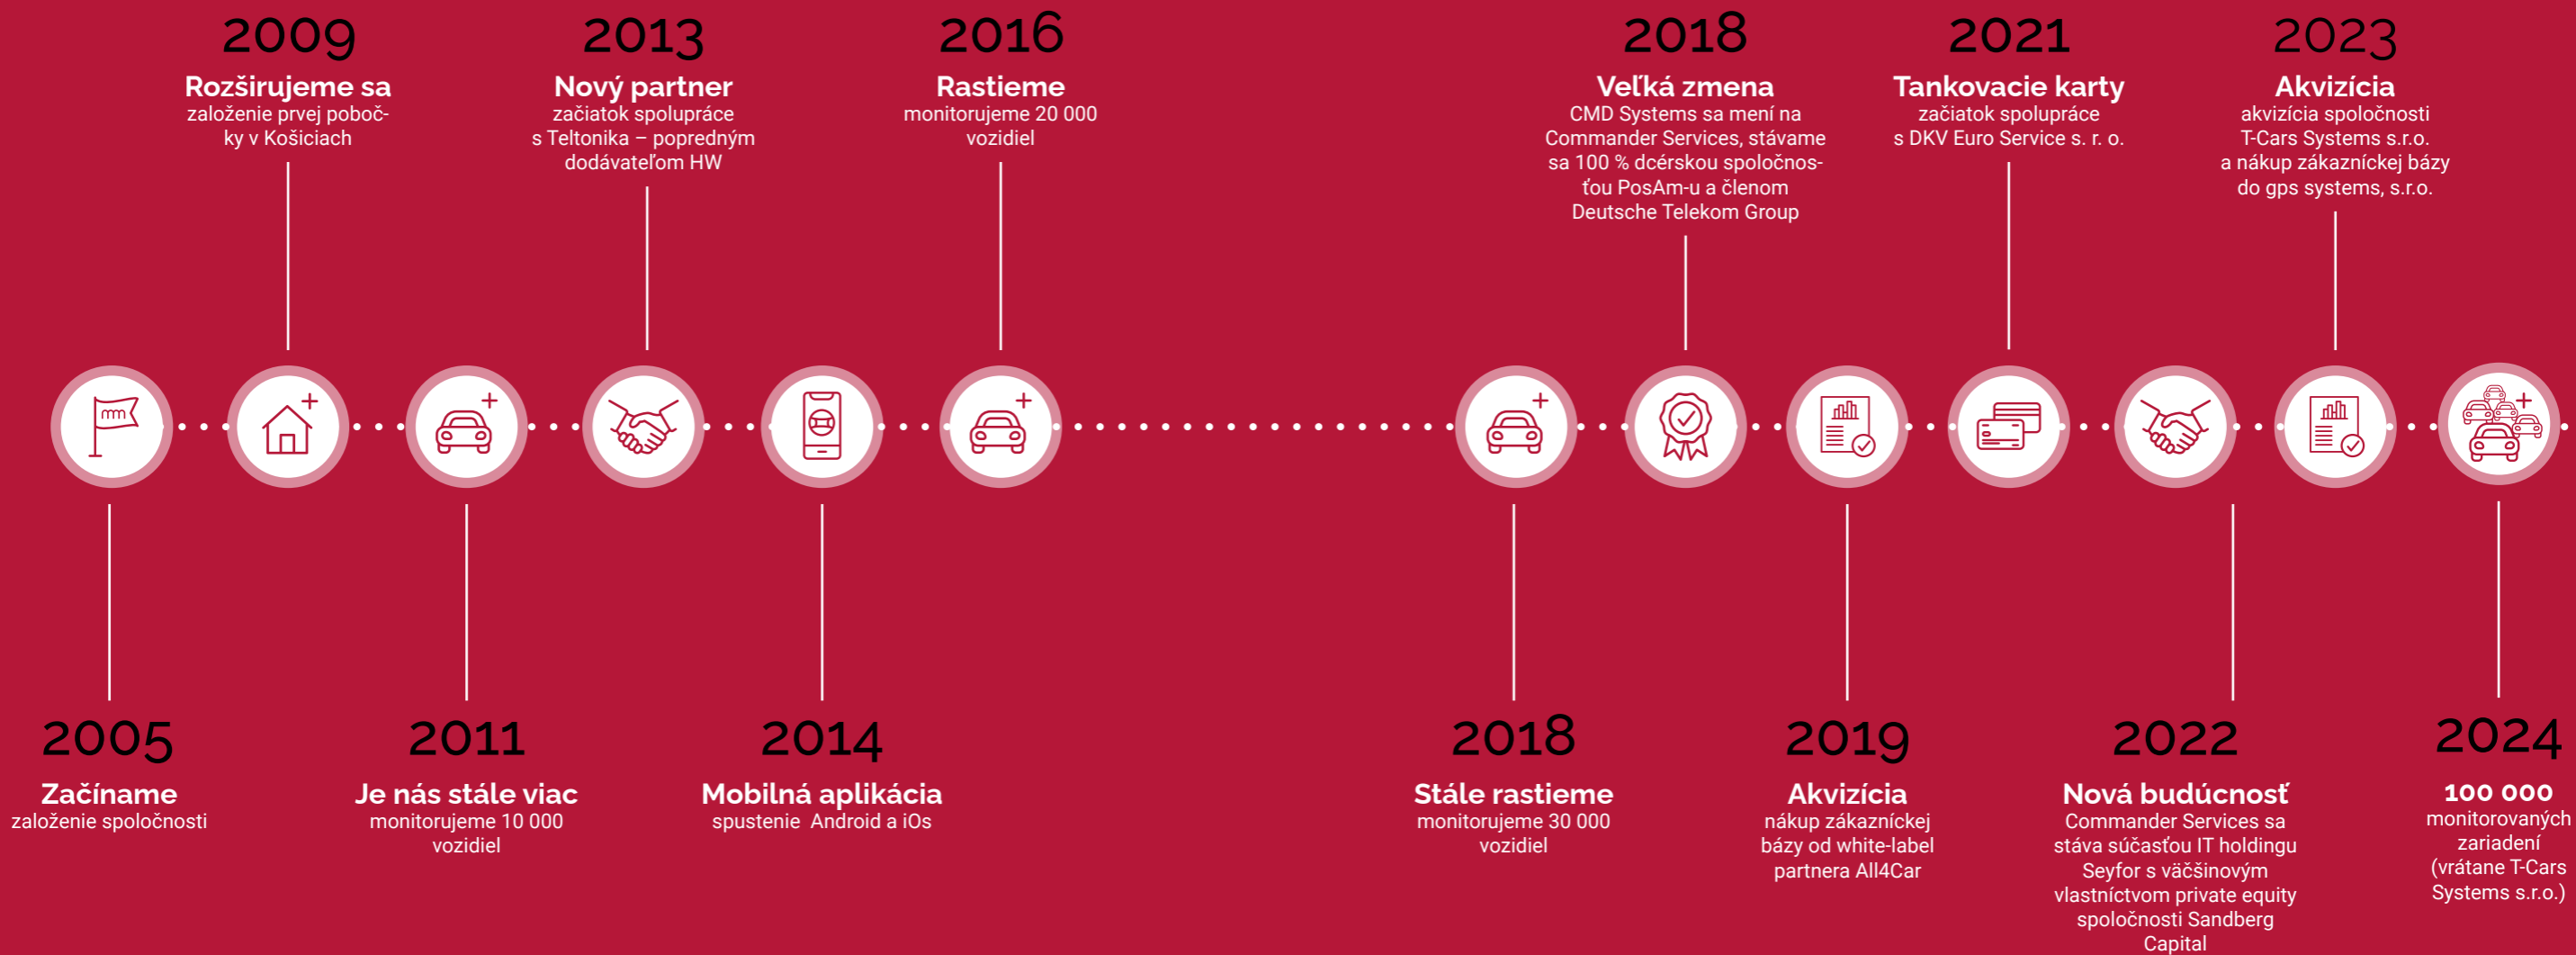 2005
Začíname
založenie spoločnosti
2009
Rozširujeme sa
založenie prvej poboč-
ky v Košiciach
2011
Je nás stále viac
monitorujeme 10 000
vozidiel
2013
Nový partner
začiatok spolupráce
s Teltonika – popredným
dodávateľom HW
2014
Mobilná aplikácia
spustenie Android a iOs
2016
Rastieme
monitorujeme 20 000
vozidiel
2018
Stále rastieme
monitorujeme 30 000
vozidiel
2018
Veľká zmena
CMD Systems sa mení na
Commander Services, stávame
sa 100 % dcérskou spoločnos-
ťou PosAm-u a členom
Deutsche Telekom Group
2019
Akvizícia
nákup zákazníckej
bázy od white-label
partnera All4Car
2021
Tankovacie karty
začiatok spolupráce
s DKV Euro Service s. r. o.
2022
Nová budúcnosť
Commander Services sa
stáva súčasťou IT holdingu
Seyfor s väčšinovým
vlastníctvom private equity
spoločnosti Sandberg
Capital
2023
Akvizícia
akvizícia spoločnosti
T-Cars Systems s.r.o.
a nákup zákazníckej bázy
do gps systems, s.r.o.
2024
100 000
monitorovaných
zariadení
(vrátane T-Cars
Systems s.r.o.)